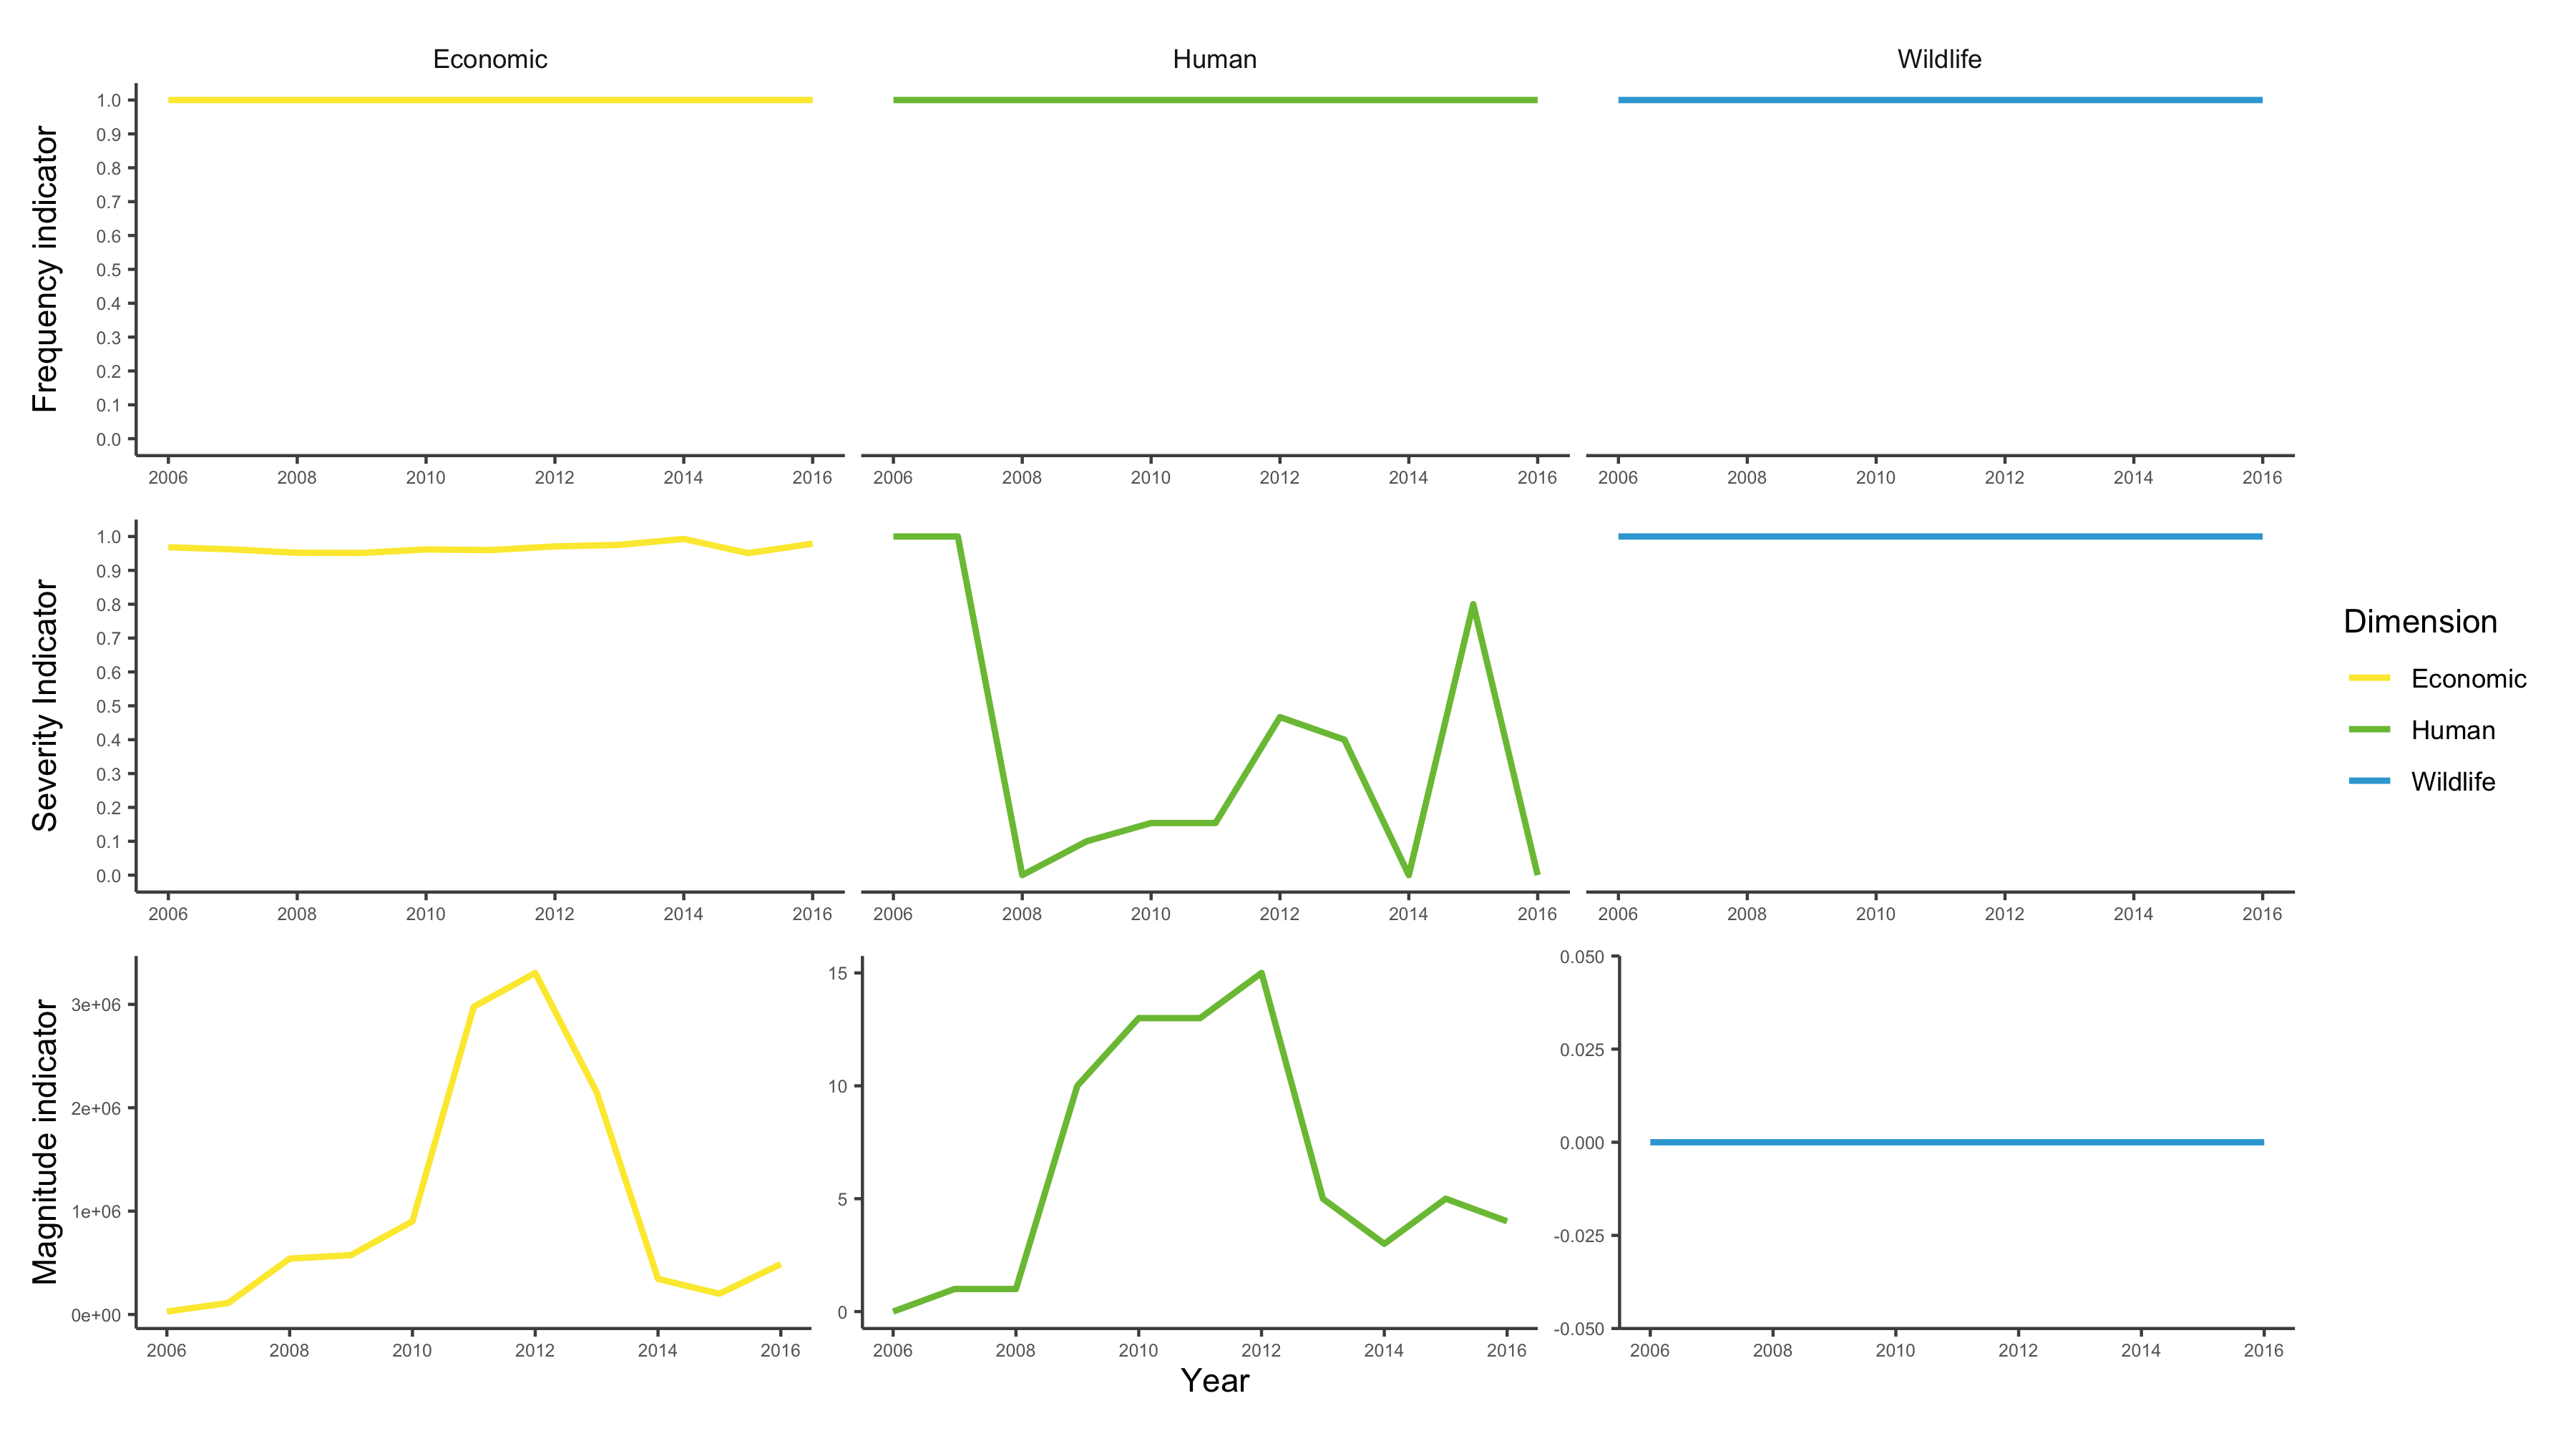 Economic Human Wildlife
Frequency indicator
1.0
0.9
0.8
0.7
0.6
0.5
0.4
0.3
0.2
0.1
0.0
2006 2008 2010 2012 2014 2016 2006 2008 2010 2012 2014 2016 2006 2008 2010 2012 2014 2016
Severity Indicator
1.0
0.9
0.8
0.7
0.6
0.5
0.4
0.3
0.2
0.1
0.0
2006 2008 2010 2012 2014 2016 2006 2008 2010 2012 2014 2016 2006 2008 2010 2012 2014 2016
Magnitude indicator
3e+06
2e+06
1e+06
0e+00
2006 2008 2010 2012 2014 2016
15
10
5
0
2006 2008 2010 2012 2014 2016
0.050
0.025
0.000
-0.025
-0.050
2006 2008 2010 2012 2014 2016
Year
Dimension
Economic
Human
Wildlife